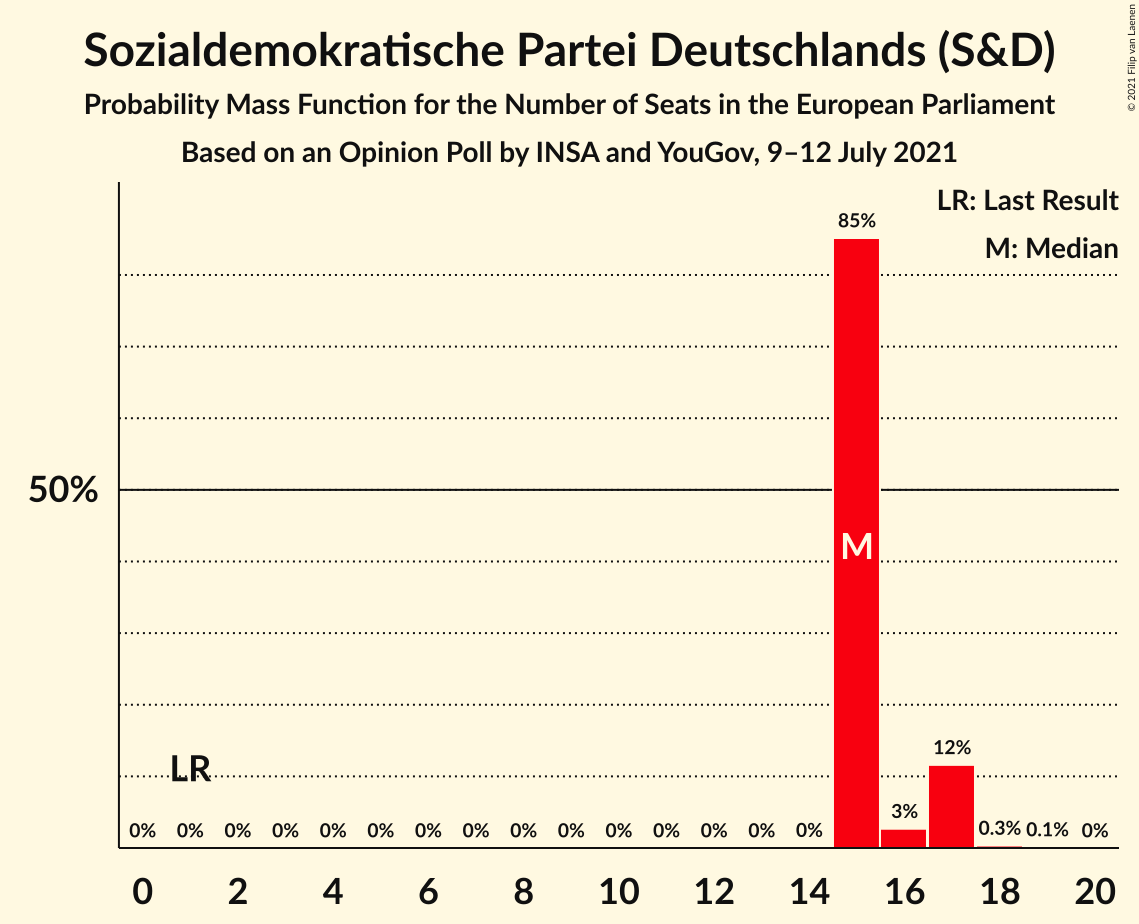 Sozialdemokratische Partei Deutschlands (S&D)
Probability Mass Function for the Number of Seats in the European Parliament
Based on an Opinion Poll by INSA and YouGov, 9–12 July 2021
© 2021 Filip van Laenen
LR: Last Result
M: Median
85%
50%
M
LR
12%
3%
0% 0% 0% 0% 0% 0% 0% 0% 0% 0% 0% 0% 0% 0% 0% 0.3% 0.1% 0%
0 2 4 6 8 10 12 14 16 18 20